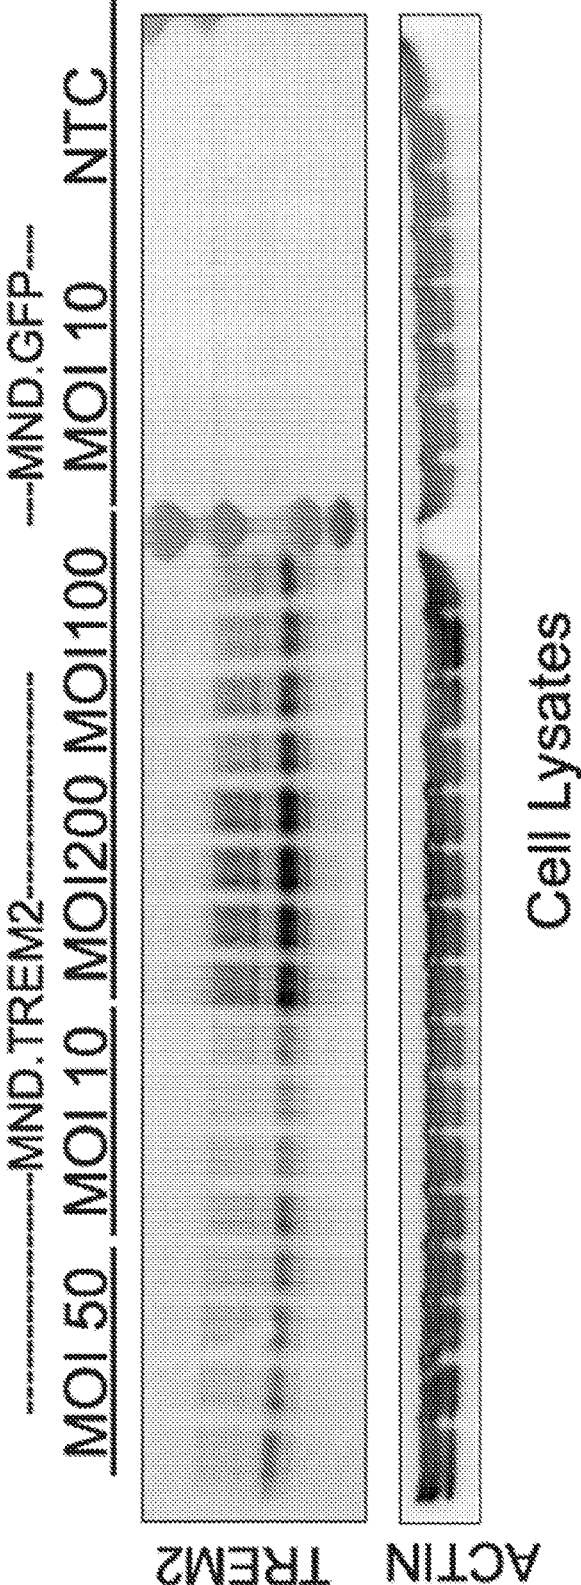 ---------------MND.TREM2-------------- ---MND.GFP---
MOI 50 MOI 10 MOI200 MOI100 MOI 10 NTC
TREM2
ACTIN
Cell Lysates